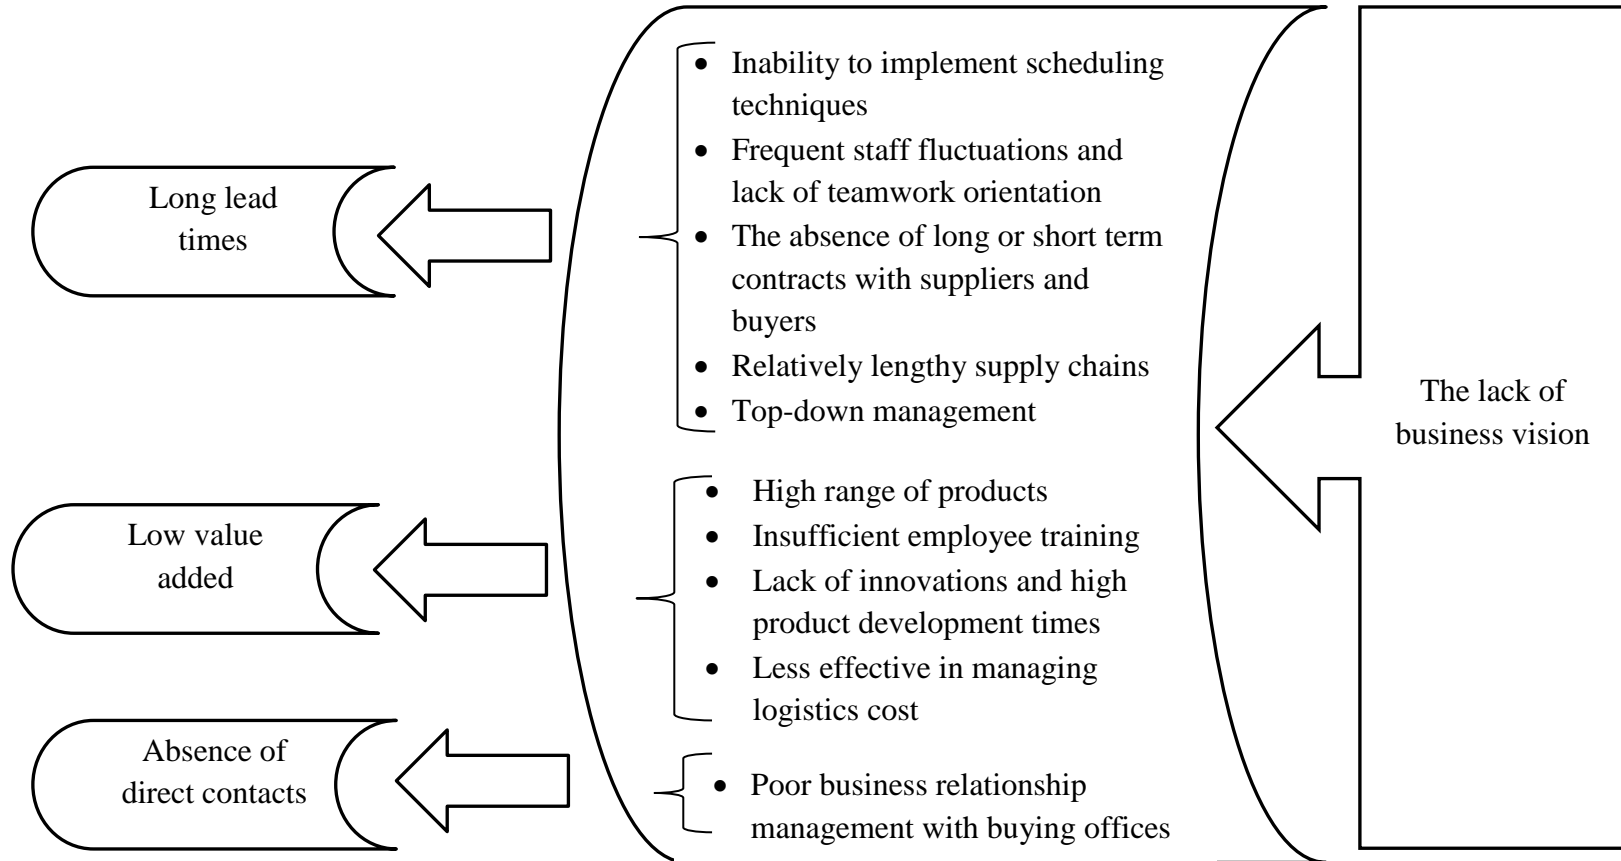 Long lead
times
Low value
added
Absence of
direct contacts
• Inability to implement scheduling
techniques
• Frequent staff fluctuations and
lack of teamwork orientation
• The absence of long or short term
contracts with suppliers and
buyers
• Relatively lengthy supply chains
• Top-down management
• High range of products
• Insufficient employee training
• Lack of innovations and high
product development times
• Less effective in managing
logistics cost
• Poor business relationship
management with buying offices
The lack of
business vision